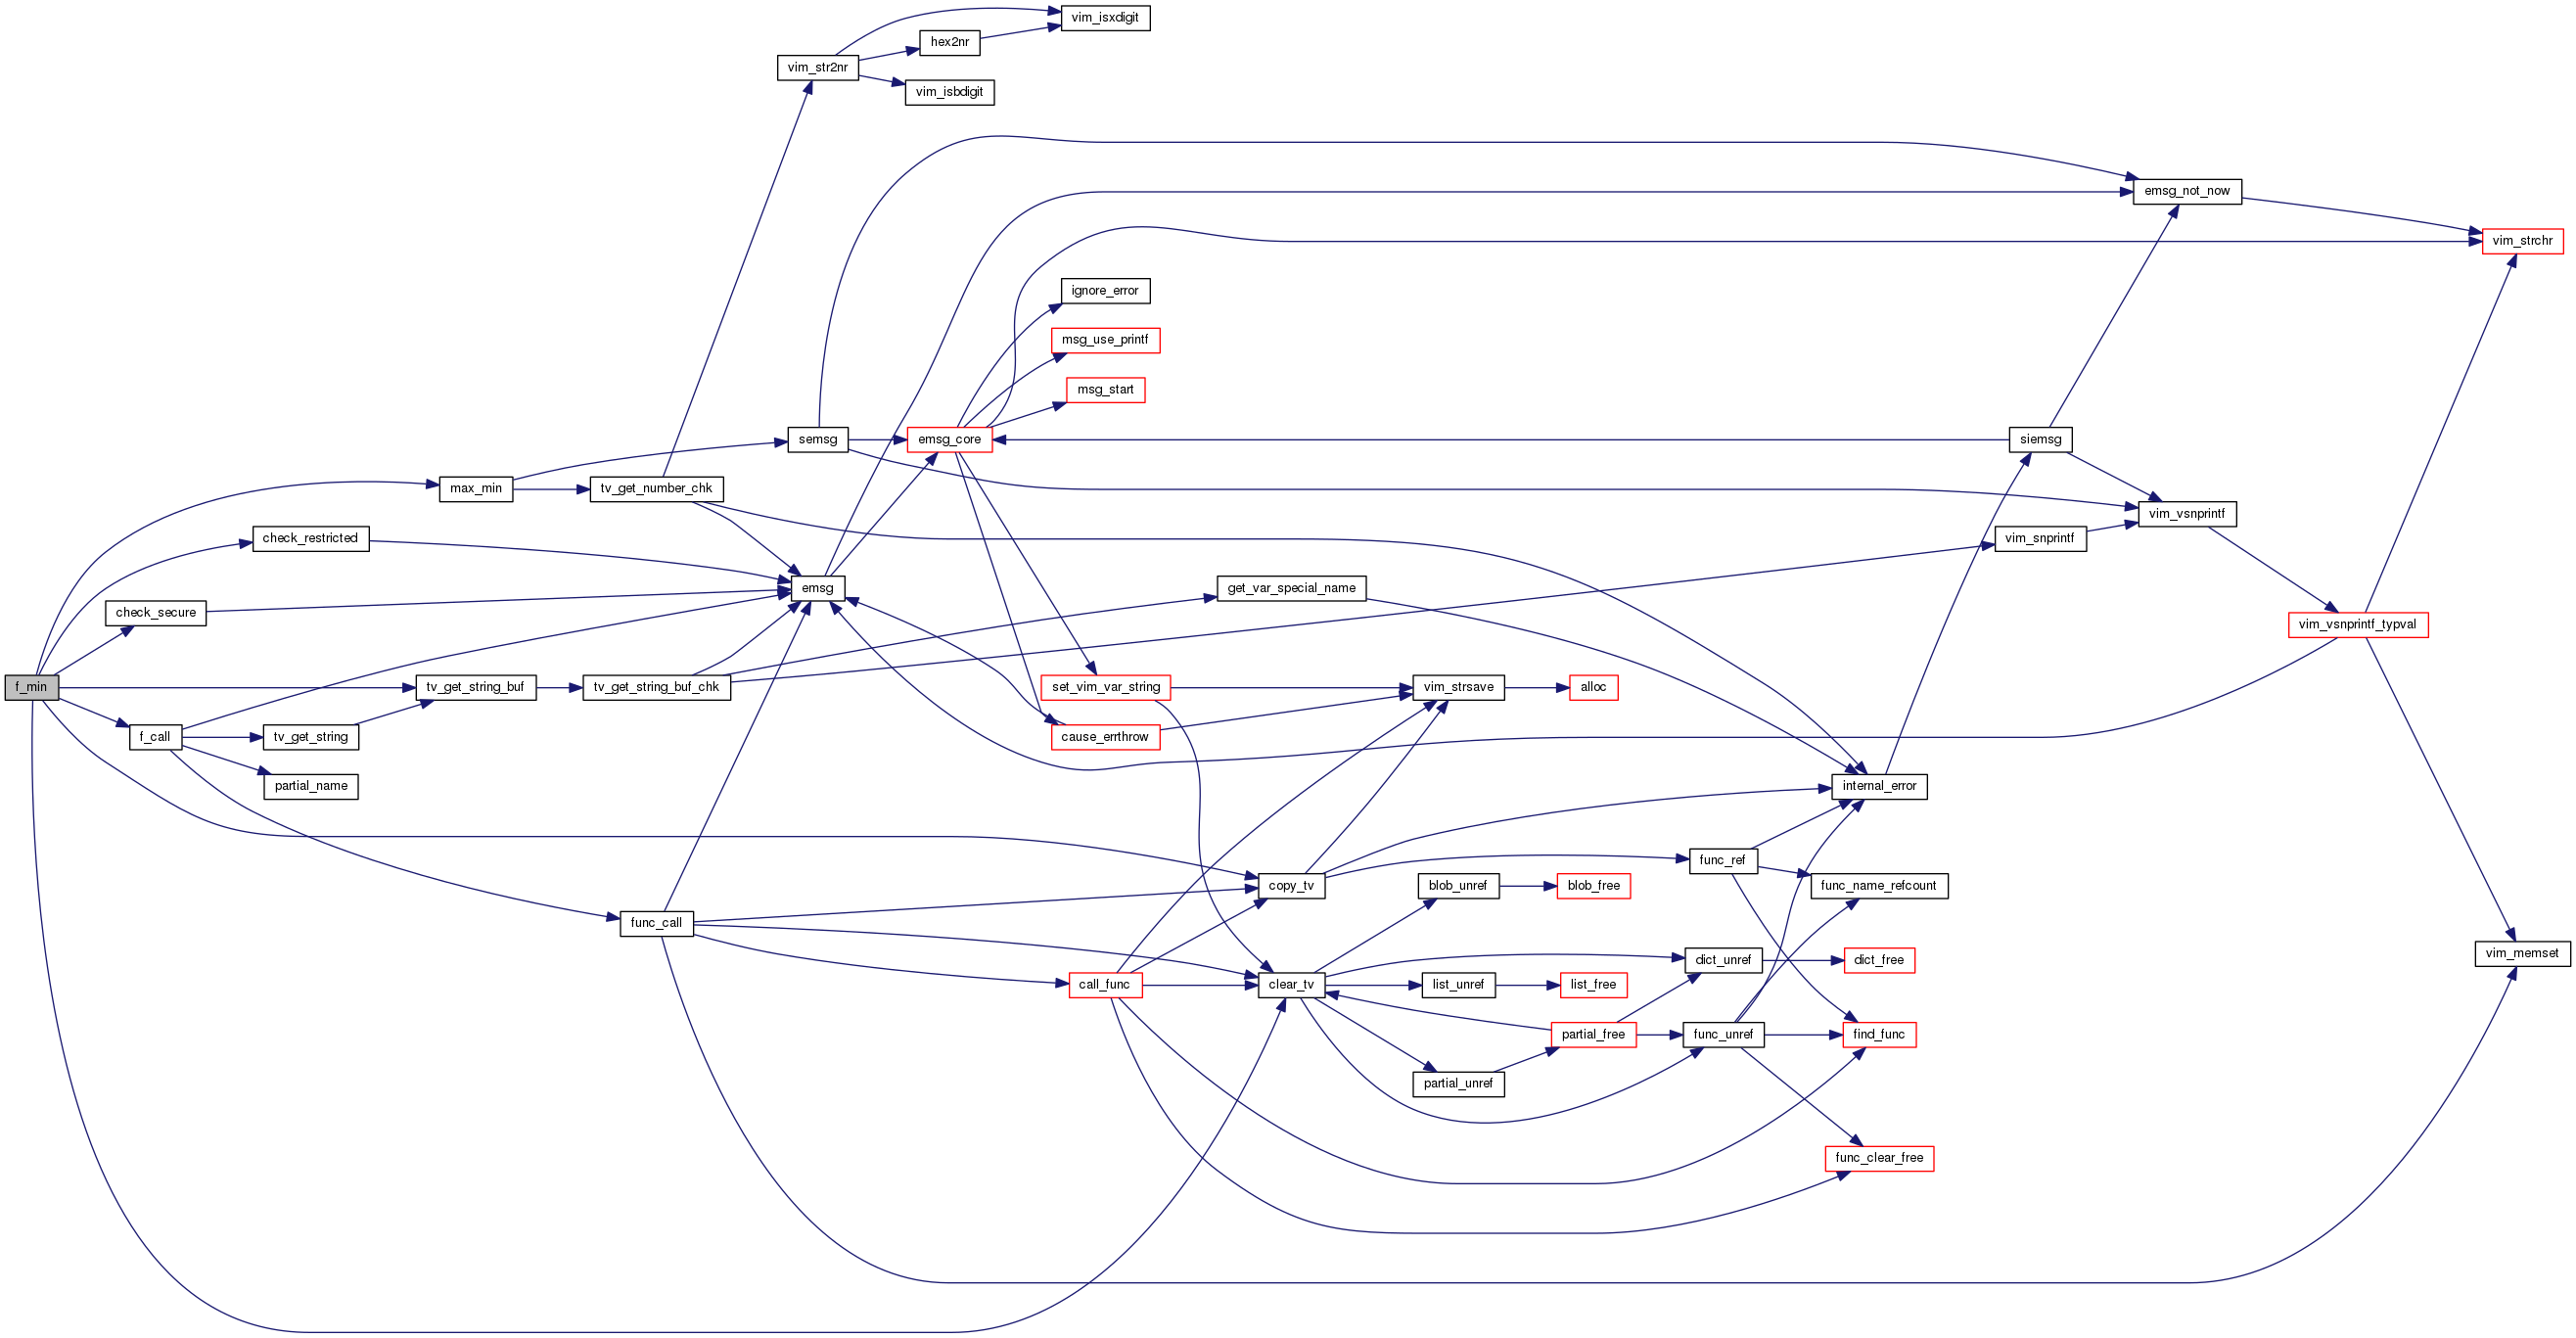 vim_isxdigit
hex2nr
vim_str2nr
vim_isbdigit
emsg_not_now
vim_strchr
ignore_error
msg_use_printf
msg_start
semsg
emsg_core
siemsg
max_min
tv_get_number_chk
vim_vsnprintf
check_restricted
vim_snprintf
emsg
get_var_special_name
check_secure
vim_vsnprintf_typval
f_min
tv_get_string_buf
tv_get_string_buf_chk
set_vim_var_string
vim_strsave
alloc
f_call
tv_get_string
cause_errthrow
partial_name
internal_error
func_ref
copy_tv
blob_unref
blob_free
func_name_refcount
func_call
vim_memset
dict_unref
dict_free
call_func
clear_tv
list_unref
list_free
partial_free
func_unref
find_func
partial_unref
func_clear_free